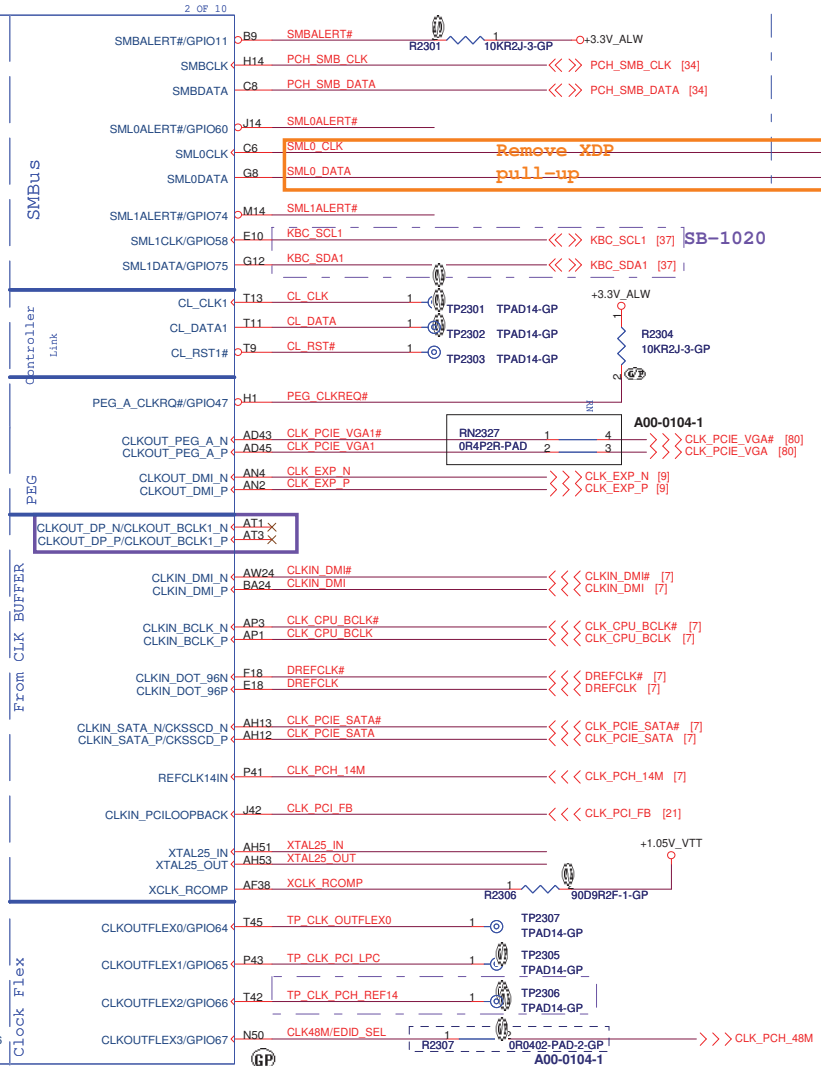 2 OF 10
SMBALERT#/GPIO11 B9 SMBALERT# R2301 1 10KR2J-3-GP +3.3V_ALW
SMBCLK H14 PCH_SMB_CLK PCH_SMB_CLK [34]
SMBDATA C8 PCH_SMB_DATA PCH_SMB_DATA [34]
SML0ALERT#/GPIO60 J14 SML0ALERT#
SML0CLK C6 SML0_CLK Remove XDP
SML0DATA G8 SML0_DATA pull-up
SMBus
SML1ALERT#/GPIO74 M14 SML1ALERT#
SML1CLK/GPIO58 E10 KBC_SCL1 KBC_SCL1 [37] SB-1020
SML1DATA/GPIO75 G12 KBC_SDA1 KBC_SDA1 [37]
+3.3V_ALW
CL_CLK1 T13 CL_CLK 1 TP2301 TPAD14-GP
CL_DATA1 T11 CL_DATA 1 TP2302 TPAD14-GP
CL_RST1# T9 CL_RST# 1 TP2303 TPAD14-GP
Controller
Link
1 R2304
10KR2J-3-GP
2
PEG_A_CLKRQ#/GPIO47 H1 PEG_CLKREQ#
RN
A00-0104-1
CLKOUT_PEG_A_N AD43 CLK_PCIE_VGA1# RN2327 1 4 CLK_PCIE_VGA# [80]
CLKOUT_PEG_A_P AD45 CLK_PCIE_VGA1 0R4P2R-PAD 2 3 CLK_PCIE_VGA [80]
CLKOUT_DMI_N AN4 CLK_EXP_N CLK_EXP_N [9]
CLKOUT_DMI_P AN2 CLK_EXP_P CLK_EXP_P [9]
PEG
CLKOUT_DP_N/CLKOUT_BCLK1_N AT1
CLKOUT_DP_P/CLKOUT_BCLK1_P AT3
CLKIN_DMI_N AW24 CLKIN_DMI# CLKIN_DMI# [7]
CLKIN_DMI_P BA24 CLKIN_DMI CLKIN_DMI [7]
CLKIN_BCLK_N AP3 CLK_CPU_BCLK# CLK_CPU_BCLK# [7]
CLKIN_BCLK_P AP1 CLK_CPU_BCLK CLK_CPU_BCLK [7]
From CLK BUFFER
CLKIN_DOT_96N F18 DREFCLK# DREFCLK# [7]
CLKIN_DOT_96P E18 DREFCLK DREFCLK [7]
CLKIN_SATA_N/CKSSCD_N AH13 CLK_PCIE_SATA# CLK_PCIE_SATA# [7]
CLKIN_SATA_P/CKSSCD_P AH12 CLK_PCIE_SATA CLK_PCIE_SATA [7]
REFCLK14IN P41 CLK_PCH_14M CLK_PCH_14M [7]
CLKIN_PCILOOPBACK J42 CLK_PCI_FB CLK_PCI_FB [21]
+1.05V_VTT
XTAL25_IN AH51 XTAL25_IN
XTAL25_OUT AH53 XTAL25_OUT
XCLK_RCOMP AF38 XCLK_RCOMP R2306 1 90D9R2F-1-GP
CLKOUTFLEX0/GPIO64 T45 TP_CLK_OUTFLEX0 1 TP2307
TPAD14-GP
CLKOUTFLEX1/GPIO65 P43 TP_CLK_PCI_LPC 1 TP2305
TPAD14-GP
CLKOUTFLEX2/GPIO66 T42 TP_CLK_PCH_REF14 1 TP2306
TPAD14-GP
Clock Flex
CLKOUTFLEX3/GPIO67 N50 CLK48M/EDID_SEL R2307 0R0402-PAD-2-GP CLK_PCH_48M
GP A00-0104-1